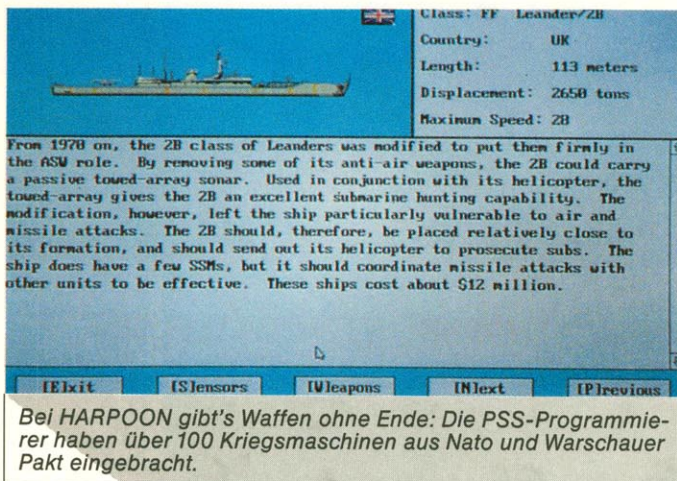 Class: FF Leander/2B
Country: UK
Length: 113 meters
Displacement: 2650 tons
Maximum Speed: 28
From 1970 on, the 2B class of Leanders was modified to put them firmly in
the ASW role. By removing some of its anti-air weapons, the 2B could carry
a passive towed-array sonar. Used in conjunction with its helicopter, the
towed-array gives the 2B an excellent submarine hunting capability. The
modification, however, left the ship particularly vulnerable to air and
missile attacks. The 2B should, therefore, be placed relatively close to
its formation, and should send out its helicopter to prosecute subs. The
ship does have a few SSMs, but it should coordinate missile attacks with
other units to be effective. These ships cost about $12 million.
[E]xit [S]ensors [W]eapons [N]ext [P]revious
Bei HARPOON gibt's Waffen ohne Ende: Die PSS-Programmie-
rer haben über 100 Kriegsmaschinen aus Nato und Warschauer
Pakt eingebracht.